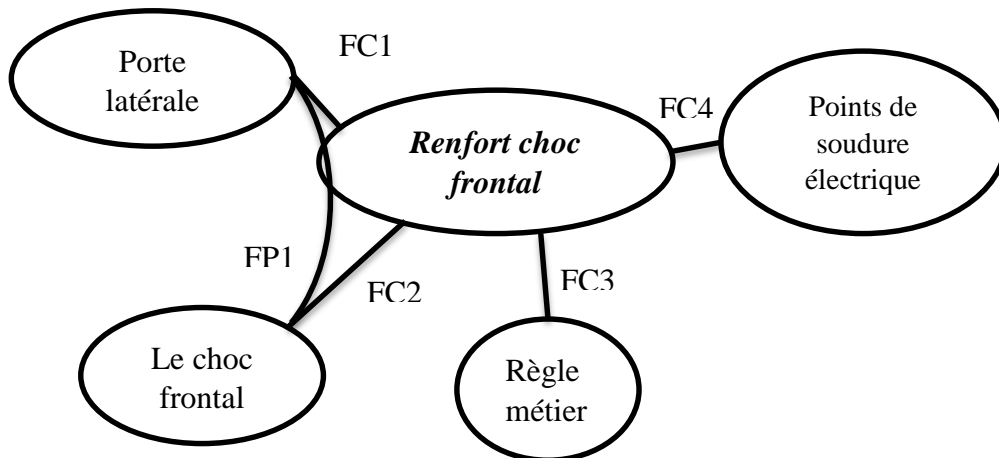 Porte
latérale
FC1
Renfort choc
frontal
FC4
Points de
soudure
électrique
FP1
FC2
FC3
Le choc
frontal
Règle
métier